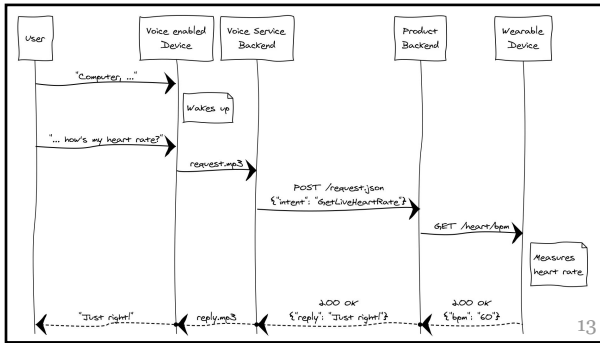 User
Voice enabled
Device
Voice Service
Backend
Product
Backend
Wearable
Device
"Computer, ..."
Wakes up
"... how's my heart rate?"
request.mp3
POST /request.json
{"intent": "GetLiveHeartRate"}
GET /heart/bpm
Measures
heart rate
200 OK
{"bpm": "60"}
200 OK
{"reply": "Just right!"}
reply.mp3
"Just right!"
13